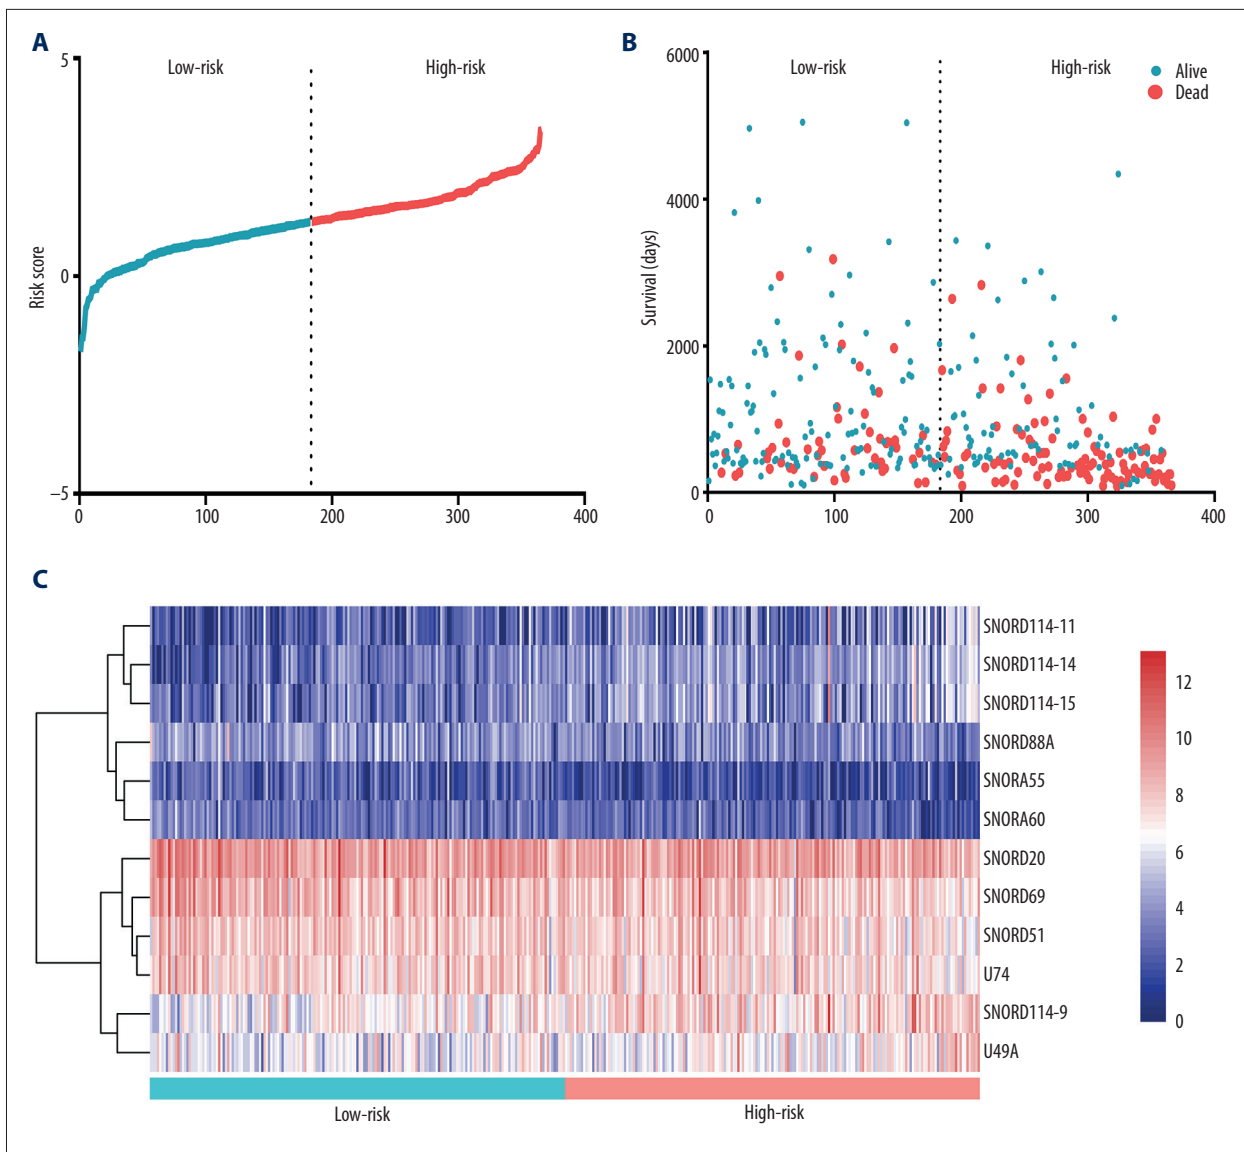 A
5
0
−5
Risk score
Low-risk
High-risk
0
100
200
300
400
B
6000
4000
2000
0
Survival (days)
Low-risk
High-risk
Alive
Dead
0
100
200
300
400
C
SNORD114-11
SNORD114-14
SNORD114-15
SNORD88A
SNORA55
SNORA60
SNORD20
SNORD69
SNORD51
U74
SNORD114-9
U49A
12
10
8
6
4
2
0
Low-risk
High-risk